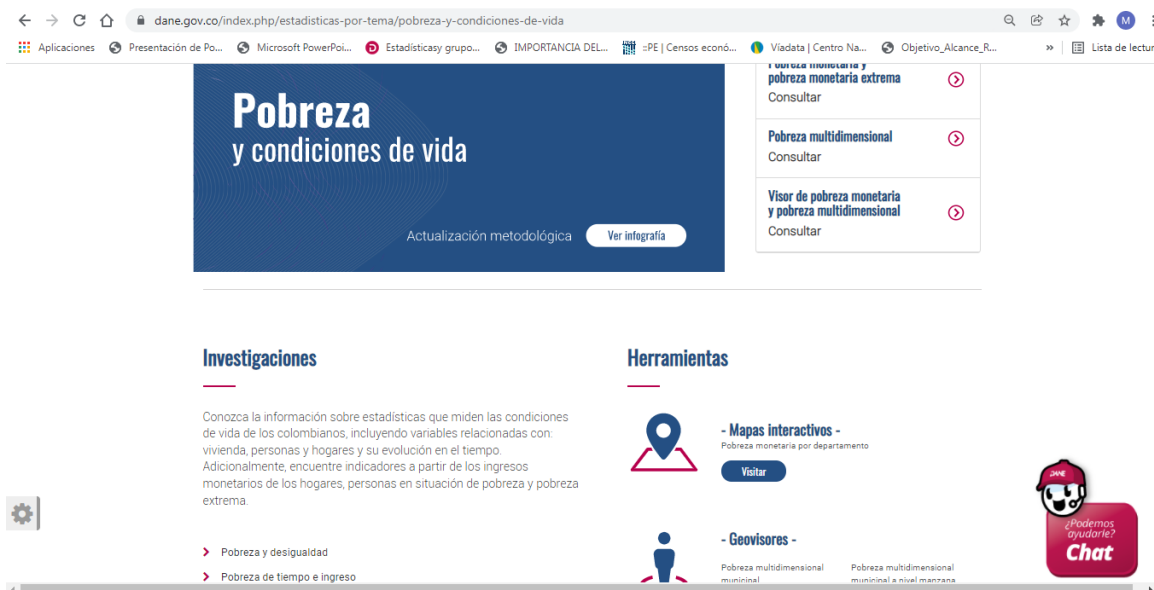 dane.gov.co/index.php/estadisticas-por-tema/pobreza-y-condiciones-de-vida
M
Aplicaciones
Presentación de Po...
Microsoft PowerPoi...
Estadísticasy grupo...
IMPORTANCIA DEL...
::PE | Censos econó...
Víadata | Centro Na...
Objetivo_Alcance_R...
»
Lista de lectur
Pobreza
y condiciones de vida
Actualización metodológica
Ver infografía
Pobreza monetaria y
pobreza monetaria extrema
Consultar
Pobreza multidimensional
Consultar
Visor de pobreza monetaria
y pobreza multidimensional
Consultar
Investigaciones
Conozca la información sobre estadísticas que miden las condiciones
de vida de los colombianos, incluyendo variables relacionadas con:
vivienda, personas y hogares y su evolución en el tiempo.
Adicionalmente, encuentre indicadores a partir de los ingresos
monetarios de los hogares, personas en situación de pobreza y pobreza
extrema.
Pobreza y desigualdad
Pobreza de tiempo e ingreso
Herramientas
- Mapas interactivos -
Pobreza monetaria por departamento
Visitar
- Geovisores -
Pobreza multidimensional
municipal
Pobreza multidimensional
municipal a nivel manzana
DANE
¿Podemos
ayudarle?
Chat